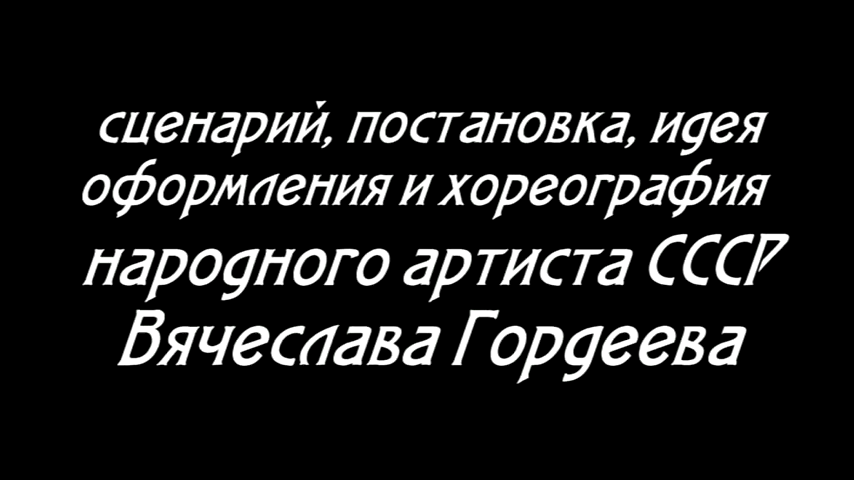 сценарий, постановка, идея
оформления и хореография
народного артиста СССР
Вячеслава Гордеева